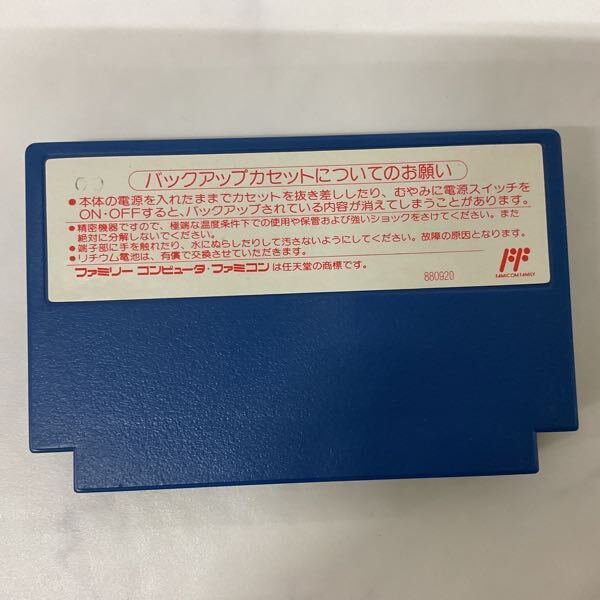 バックアップカセットについてのお願い
●本体の電源を入れたままでカセットを抜き差ししたり、むやみに電源スイッチを
ON・OFFすると、バックアップされている内容が消えてしまうことがあります。
●精密機器ですので、極端な温度条件下での使用や保管および強いショックをさけてください。また
絶対に分解しないでください。
●端子部に手を触れたり、水にぬらしたりして汚さないようにしてください。故障の原因となります。
●リチウム電池は、有償で交換させていただきます。
ファミリーコンピュータ・ファミコンは任天堂の商標です。
880920
FAMICOM FAMILY